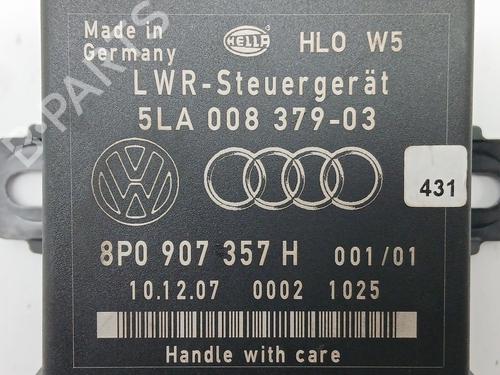 Made in
Germany
HELLA
HLO W5
LWR-Steuergerät
5LA 008 379-03
431
8P0 907 357 H 001/01
10.12.07 0002 1025
Handle with care
B-PARTS